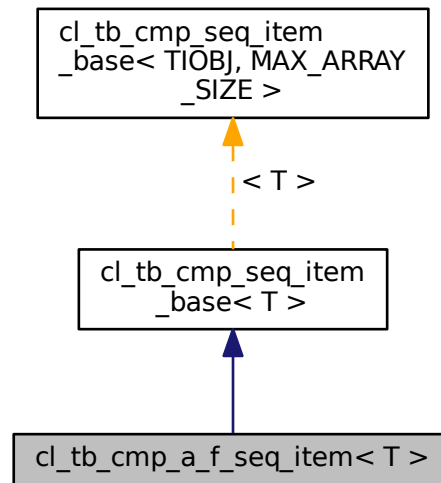 cl_tb_cmp_seq_item
_base< TIOBJ, MAX_ARRAY
_SIZE >
< T >
cl_tb_cmp_seq_item
_base< T >
cl_tb_cmp_a_f_seq_item< T >